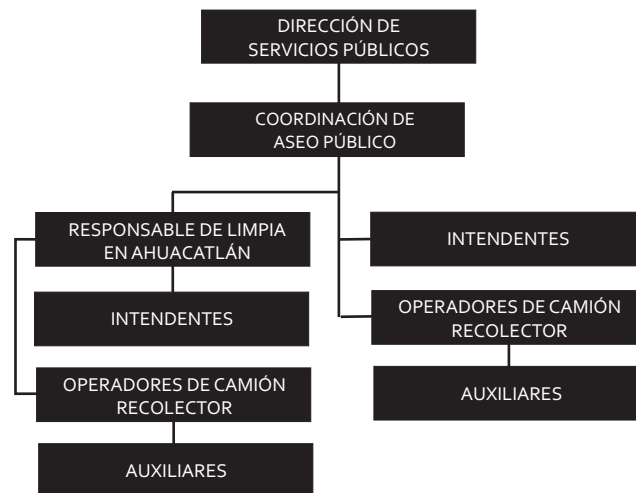 DIRECCIÓN DE
SERVICIOS PÚBLICOS
COORDINACIÓN DE
ASEO PÚBLICO
RESPONSABLE DE LIMPIA
EN AHUACATLÁN
INTENDENTES
OPERADORES DE CAMIÓN
RECOLECTOR
AUXILIARES
INTENDENTES
OPERADORES DE CAMIÓN
RECOLECTOR
AUXILIARES